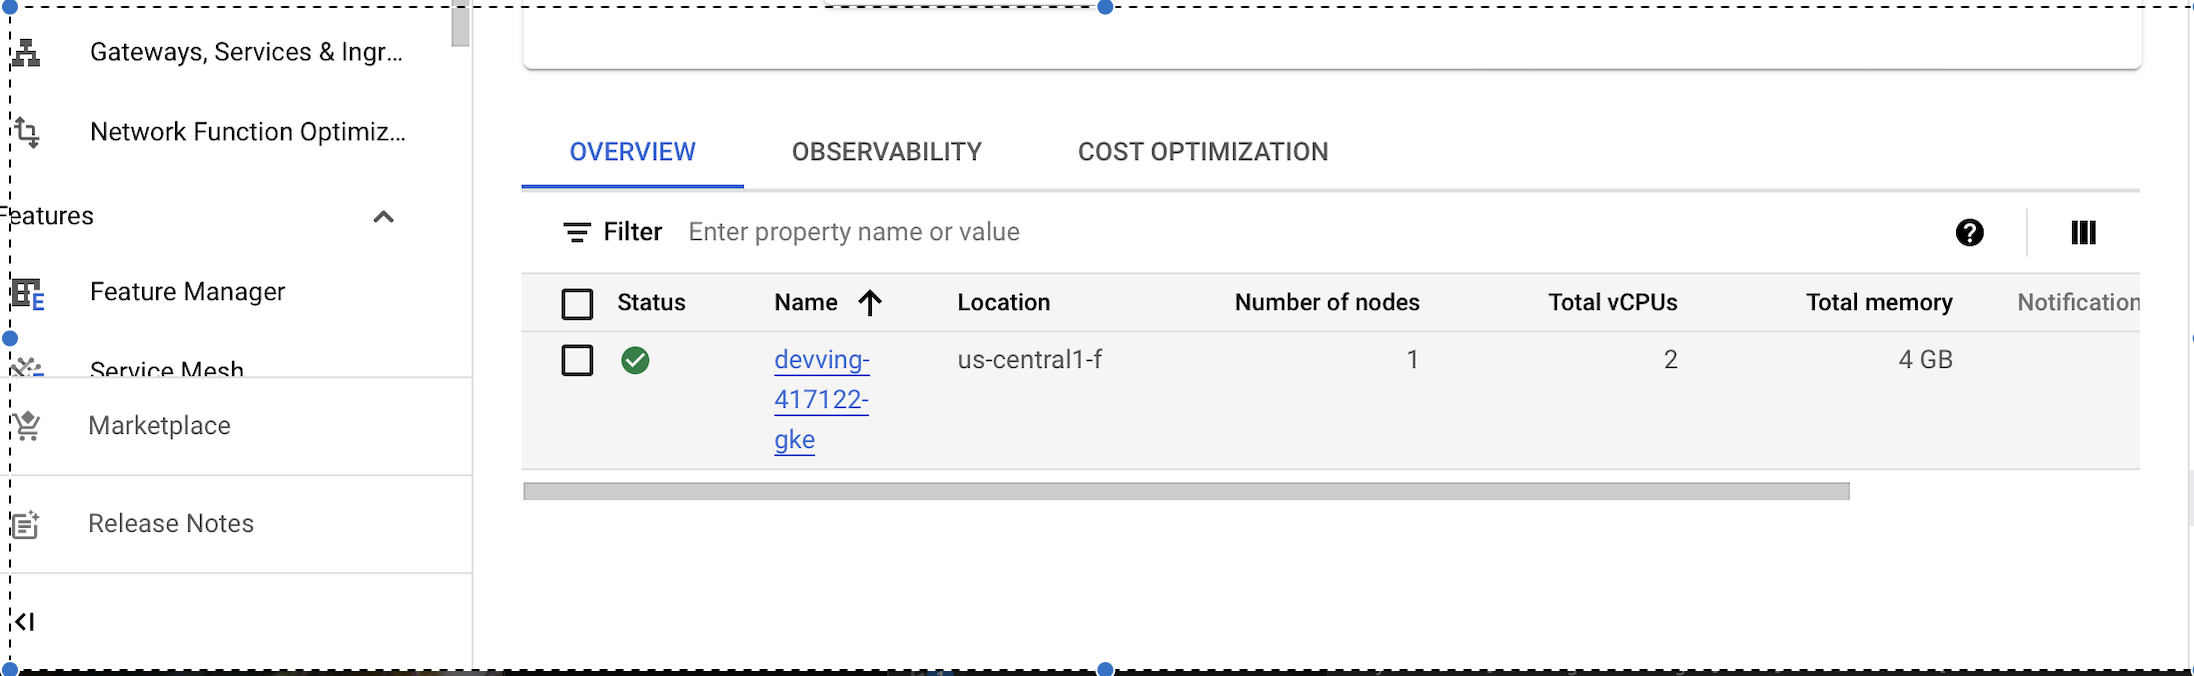 Gateways, Services & Ingr...
Network Function Optimiz...
Features
Feature Manager
Service Mesh
Marketplace
Release Notes
OVERVIEW
OBSERVABILITY
COST OPTIMIZATION
Filter Enter property name or value
Status Name Location Number of nodes Total vCPUs Total memory Notification
devving- us-central1-f 1 2 4 GB
417122-
gke